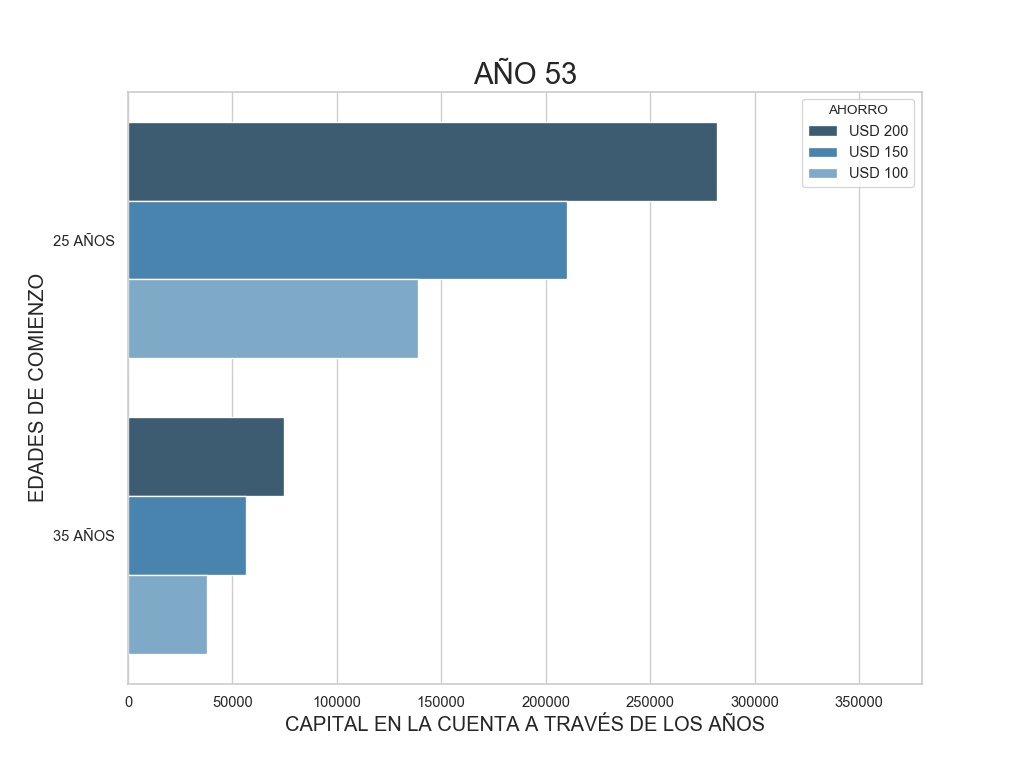 AÑO 53
AHORRO
USD 200
USD 150
USD 100
EDADES DE COMIENZO
25 AÑOS
35 AÑOS
0 50000 100000 150000 200000 250000 300000 350000
CAPITAL EN LA CUENTA A TRAVÉS DE LOS AÑOS